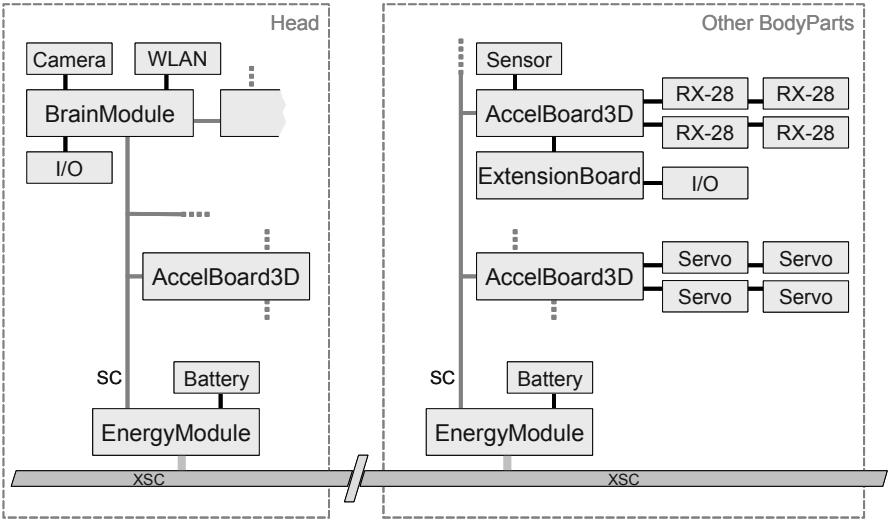 Head
Camera
WLAN
BrainModule
I/O
AccelBoard3D
SC
Battery
EnergyModule
XSC
Other BodyParts
Sensor
AccelBoard3D
RX-28
RX-28
RX-28
RX-28
ExtensionBoard
I/O
AccelBoard3D
Servo
Servo
Servo
Servo
SC
Battery
EnergyModule
XSC